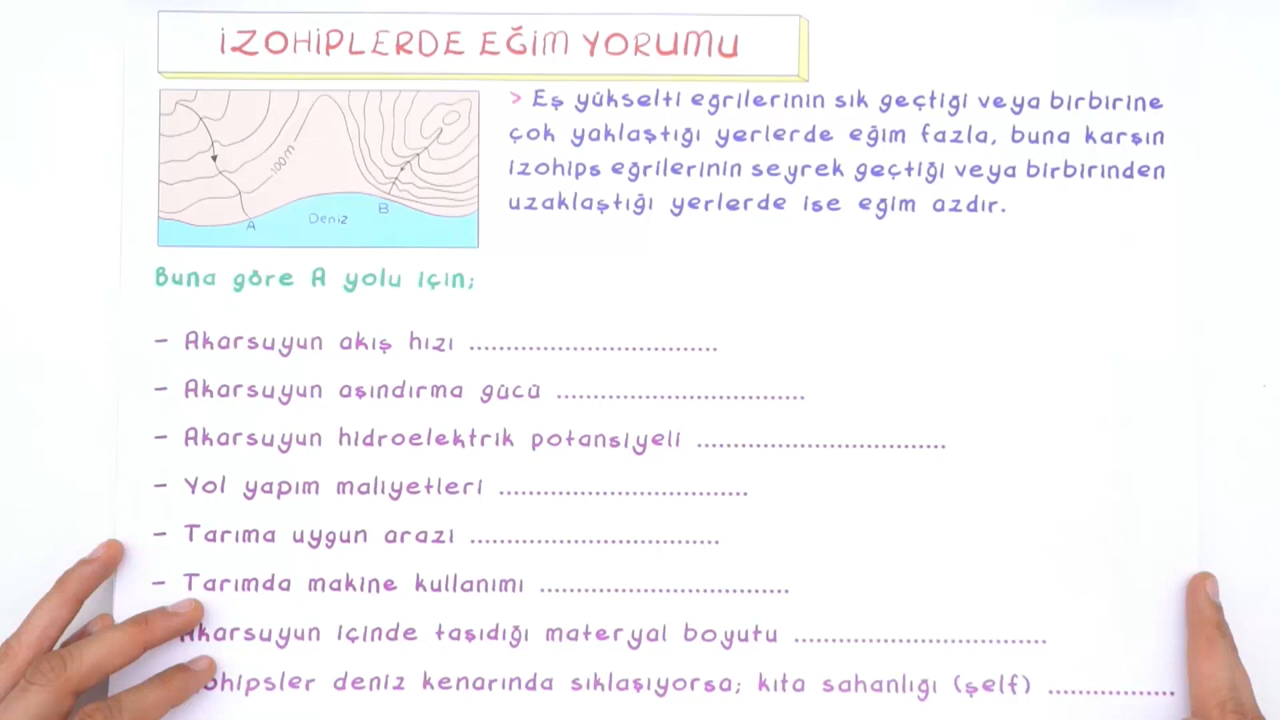 İZOHİPLERDE EĞİM YORUMU
> Eş yükselti eğrilerinin sık geçtiği veya birbirine
çok yaklaştığı yerlerde eğim fazla, buna karşın
izohips eğrilerinin seyrek geçtiği veya birbirinden
uzaklaştığı yerlerde ise eğim azdır.
100m
Deniz
A
B
Buna göre A yolu için;
- Akarsuyun akış hızı ................................
- Akarsuyun aşındırma gücü ................................
- Akarsuyun hidroelektrik potansiyeli ................................
- Yol yapım maliyetleri ................................
- Tarıma uygun arazi ................................
- Tarımda makine kullanımı ................................
Akarsuyun içinde taşıdığı materyal boyutu ................................
ohipsler deniz kenarında sıklaşıyorsa; kıta sahanlığı (şelf) ................